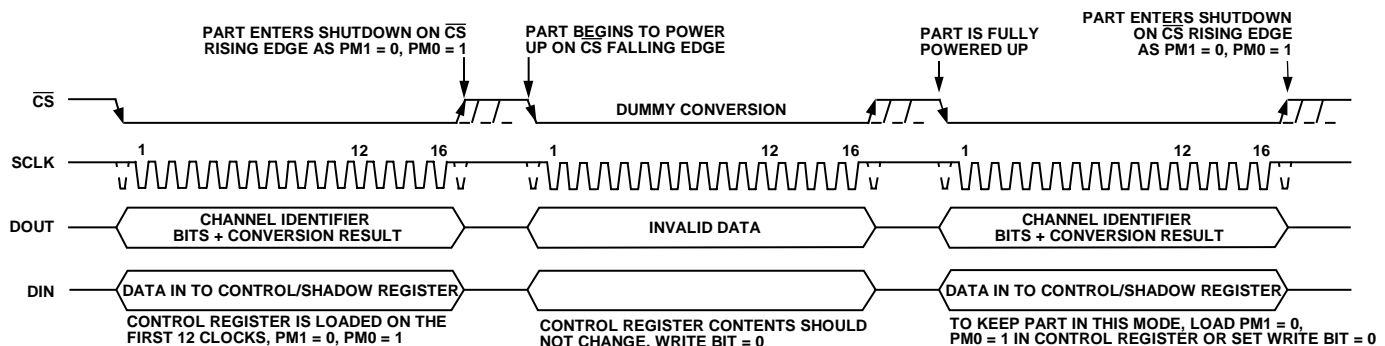 PART ENTERS SHUTDOWN ON CS
RISING EDGE AS PM1 = 0, PM0 = 1
PART BEGINS TO POWER
UP ON CS FALLING EDGE
PART IS FULLY
POWERED UP
PART ENTERS SHUTDOWN
ON CS RISING EDGE
AS PM1 = 0, PM0 = 1
CS
DUMMY CONVERSION
SCLK
1 12 16 1 12 16 1 12 16
DOUT
CHANNEL IDENTIFIER
BITS + CONVERSION RESULT
INVALID DATA
CHANNEL IDENTIFIER
BITS + CONVERSION RESULT
DIN
DATA IN TO CONTROL/SHADOW REGISTER
DATA IN TO CONTROL/SHADOW REGISTER
CONTROL REGISTER IS LOADED ON THE
FIRST 12 CLOCKS, PM1 = 0, PM0 = 1
CONTROL REGISTER CONTENTS SHOULD
NOT CHANGE, WRITE BIT = 0
TO KEEP PART IN THIS MODE, LOAD PM1 = 0,
PM0 = 1 IN CONTROL REGISTER OR SET WRITE BIT = 0